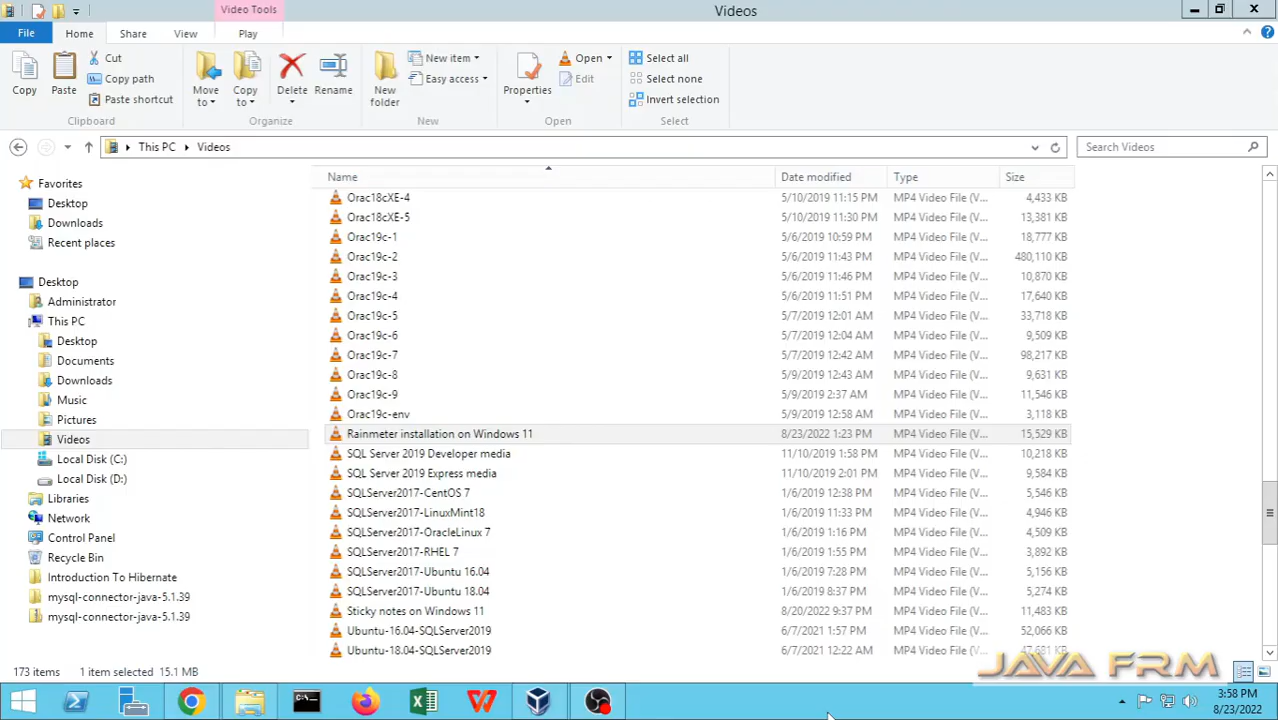 Video Tools
Videos
File
Home
Share
View
Play
Copy
Paste
Cut
Copy path
Paste shortcut
Clipboard
Move to
Copy to
Delete
Rename
Organize
New folder
New item
Easy access
New
Properties
Open
Edit
Open
Select all
Select none
Invert selection
Select
This PC
Videos
Search Videos
Favorites
Desktop
Downloads
Recent places
Desktop
Administrator
This PC
Desktop
Documents
Downloads
Music
Pictures
Videos
Local Disk (C:)
Local Disk (D:)
Libraries
Network
Control Panel
Recycle Bin
Introduction To Hibernate
mysql-connector-java-5.1.39
mysql-connector-java-5.1.39
Name Date modified Type Size
Orac18cXE-4 5/10/2019 11:15 PM MP4 Video File (V... 4,433 KB
Orac18cXE-5 5/10/2019 11:30 PM MP4 Video File (V... 13,381 KB
Orac19c-1 5/6/2019 10:59 PM MP4 Video File (V... 18,777 KB
Orac19c-2 5/6/2019 11:43 PM MP4 Video File (V... 480,110 KB
Orac19c-3 5/6/2019 11:46 PM MP4 Video File (V... 10,870 KB
Orac19c-4 5/6/2019 11:51 PM MP4 Video File (V... 17,640 KB
Orac19c-5 5/7/2019 12:01 AM MP4 Video File (V... 33,718 KB
Orac19c-6 5/7/2019 12:04 AM MP4 Video File (V... 9,509 KB
Orac19c-7 5/7/2019 12:42 AM MP4 Video File (V... 98,217 KB
Orac19c-8 5/9/2019 12:43 AM MP4 Video File (V... 9,631 KB
Orac19c-9 5/9/2019 2:37 AM MP4 Video File (V... 11,546 KB
Orac19c-env 5/9/2019 12:58 AM MP4 Video File (V... 3,118 KB
Rainmeter installation on Windows 11 8/23/2022 1:23 PM MP4 Video File (V... 15,529 KB
SQL Server 2019 Developer media 11/10/2019 1:58 PM MP4 Video File (V... 10,218 KB
SQL Server 2019 Express media 11/10/2019 2:01 PM MP4 Video File (V... 9,584 KB
SQLServer2017-CentOS 7 1/6/2019 12:38 PM MP4 Video File (V... 5,546 KB
SQLServer2017-LinuxMint18 1/6/2019 11:33 PM MP4 Video File (V... 4,946 KB
SQLServer2017-OracleLinux 7 1/6/2019 1:16 PM MP4 Video File (V... 4,509 KB
SQLServer2017-RHEL 7 1/6/2019 1:55 PM MP4 Video File (V... 3,892 KB
SQLServer2017-Ubuntu 16.04 1/6/2019 7:28 PM MP4 Video File (V... 5,156 KB
SQLServer2017-Ubuntu 18.04 1/6/2019 8:37 PM MP4 Video File (V... 5,274 KB
Sticky notes on Windows 11 8/20/2022 9:37 PM MP4 Video File (V... 11,483 KB
Ubuntu-16.04-SQLServer2019 6/7/2021 1:57 PM MP4 Video File (V... 52,066 KB
Ubuntu-18.04-SQLServer2019 6/7/2021 12:22 AM MP4 Video File (V... 47,681 KB
173 items 1 item selected 15.1 MB
JAVA FRM
3:58 PM
8/23/2022